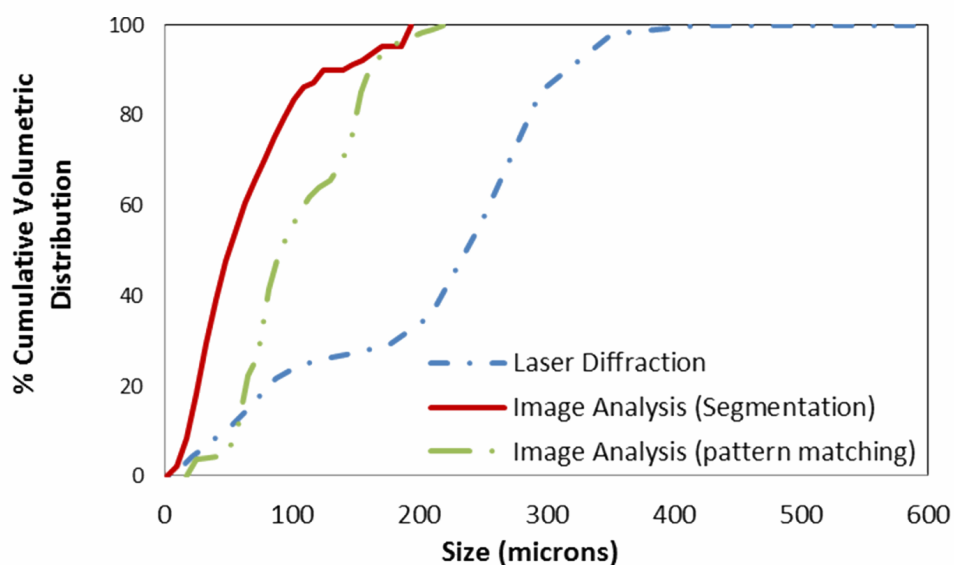 % Cumulative Volumetric
Distribution
100
80
60
40
20
0
Laser Diffraction
Image Analysis (Segmentation)
Image Analysis (pattern matching)
0 100 200 300 400 500 600
Size (microns)